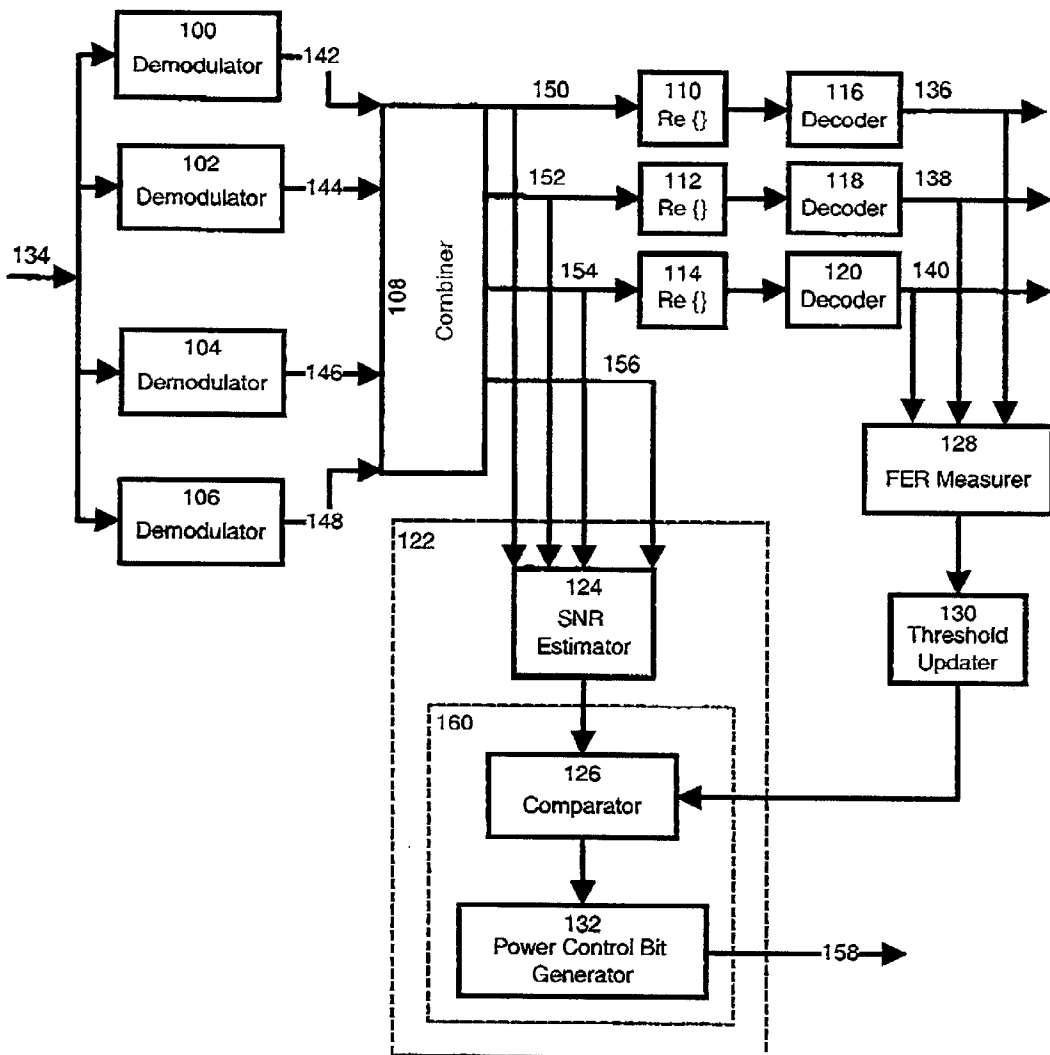 100
Demodulator
142
150
110
Re {}
116
Decoder
136
102
Demodulator
144
152
112
Re {}
118
Decoder
138
134
108
Combiner
154
114
Re {}
120
Decoder
140
104
Demodulator
146
156
128
FER Measurer
106
Demodulator
148
122
124
SNR
Estimator
130
Threshold
Updater
160
126
Comparator
132
Power Control Bit
Generator
158